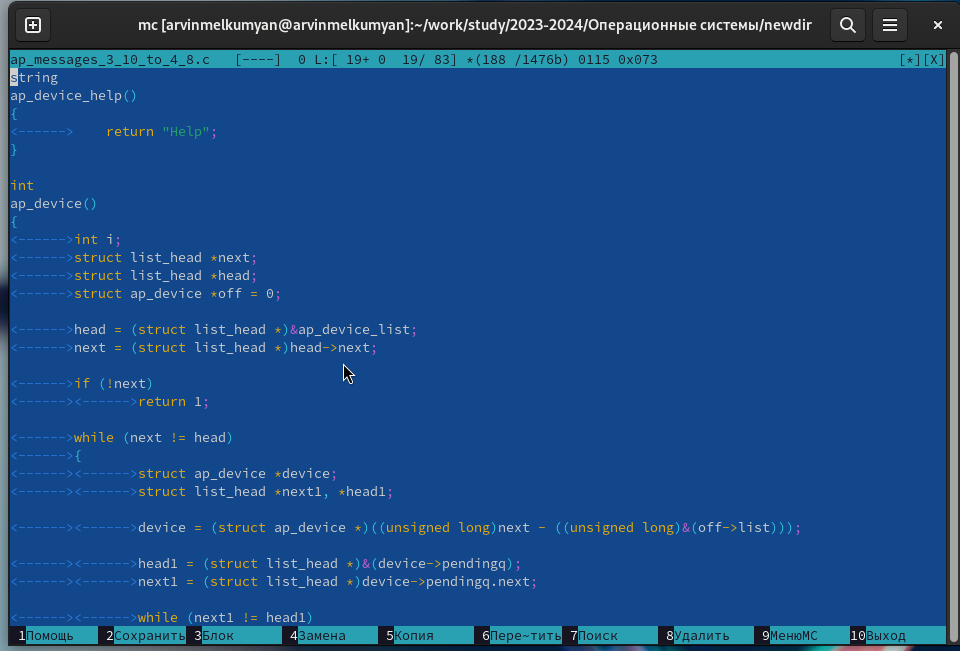 mc [arvinmelkumyan@arvinmelkumyan]:~/work/study/2023-2024/Операционные системы/newdir
ap_messages_3_10_to_4_8.c   [----]  0 L:[ 19+ 0  19/ 83] *(188 /1476b) 0115 0x073   [*][X]
string
ap_device_help()
{
<------>    return "Help";
}

int
ap_device()
{
<------>int i;
<------>struct list_head *next;
<------>struct list_head *head;
<------>struct ap_device *off = 0;

<------>head = (struct list_head *)&ap_device_list;
<------>next = (struct list_head *)head->next;

<------>if (!next)
<------><------>return 1;

<------>while (next != head)
<------>{
<------><------>struct ap_device *device;
<------><------>struct list_head *next1, *head1;

<------><------>device = (struct ap_device *)((unsigned long)next - ((unsigned long)&(off->list)));

<------><------>head1 = (struct list_head *)&(device->pendingq);
<------><------>next1 = (struct list_head *)device->pendingq.next;

<------><------>while (next1 != head1)
1Помощь 2Сохранить 3Блок 4Замена 5Копия 6Пере~тить 7Поиск 8Удалить 9МенюMC 10Выход